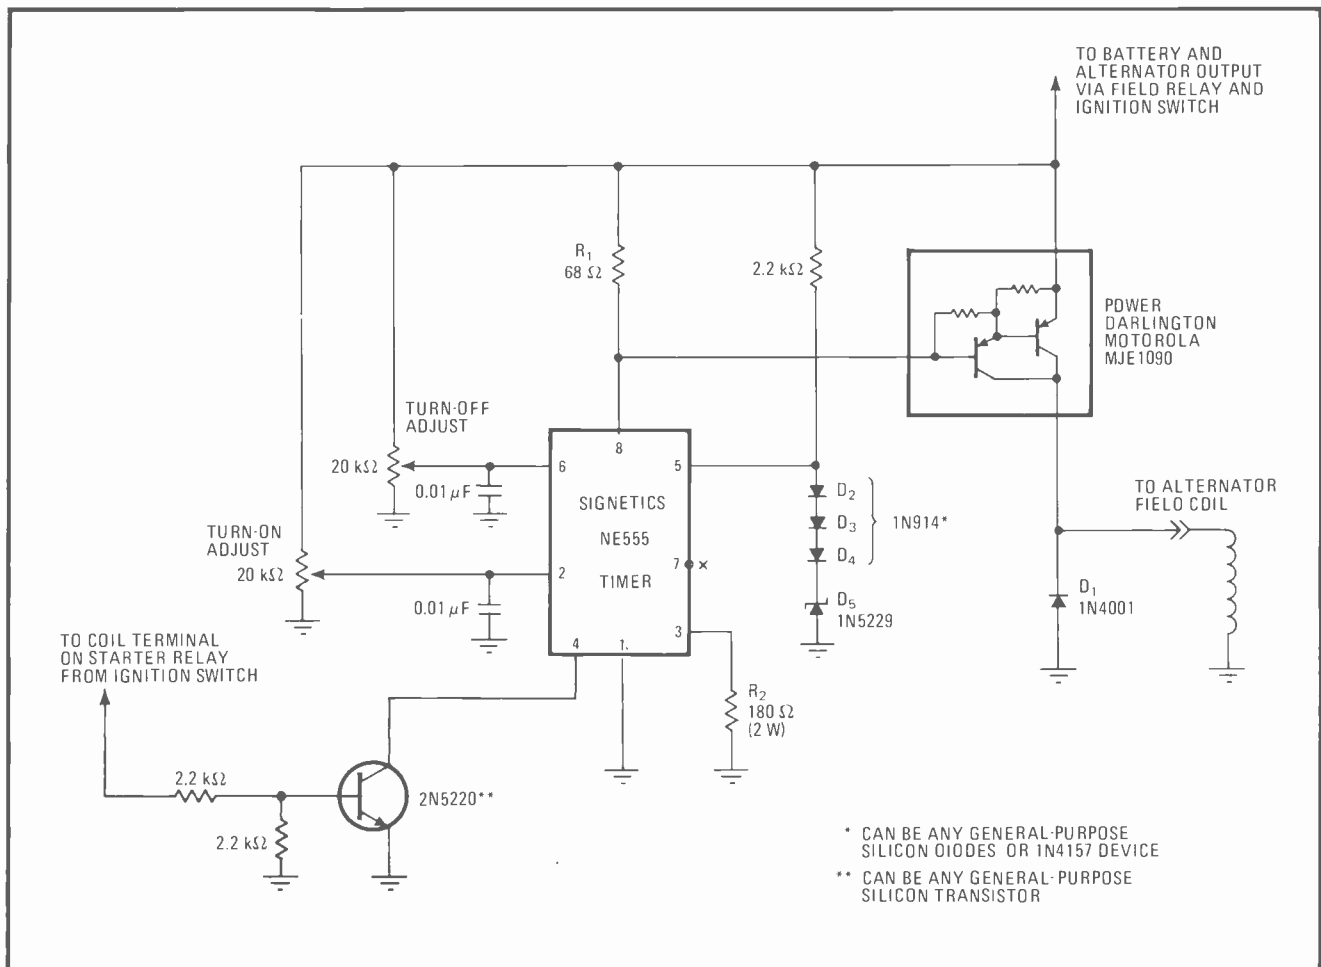 TO BATTERY AND
ALTERNATOR OUTPUT
VIA FIELD RELAY AND
IGNITION SWITCH
R1
68 Ω
2.2 kΩ
POWER
DARLINGTON
MOTOROLA
MJE1090
TURN-OFF
ADJUST
20 kΩ
0.01 μF
TURN-ON
ADJUST
20 kΩ
0.01 μF
8
6
5
2
7
x
3
4
1
SIGNETICS
NE555
TIMER
D2
D3
D4
1N914*
D5
1N5229
TO ALTERNATOR
FIELD COIL
D1
1N4001
TO COIL TERMINAL
ON STARTER RELAY
FROM IGNITION SWITCH
R2
180 Ω
(2 W)
2.2 kΩ
2N5220**
2.2 kΩ
* CAN BE ANY GENERAL-PURPOSE
SILICON DIODES OR 1N4157 DEVICE
** CAN BE ANY GENERAL-PURPOSE
SILICON TRANSISTOR